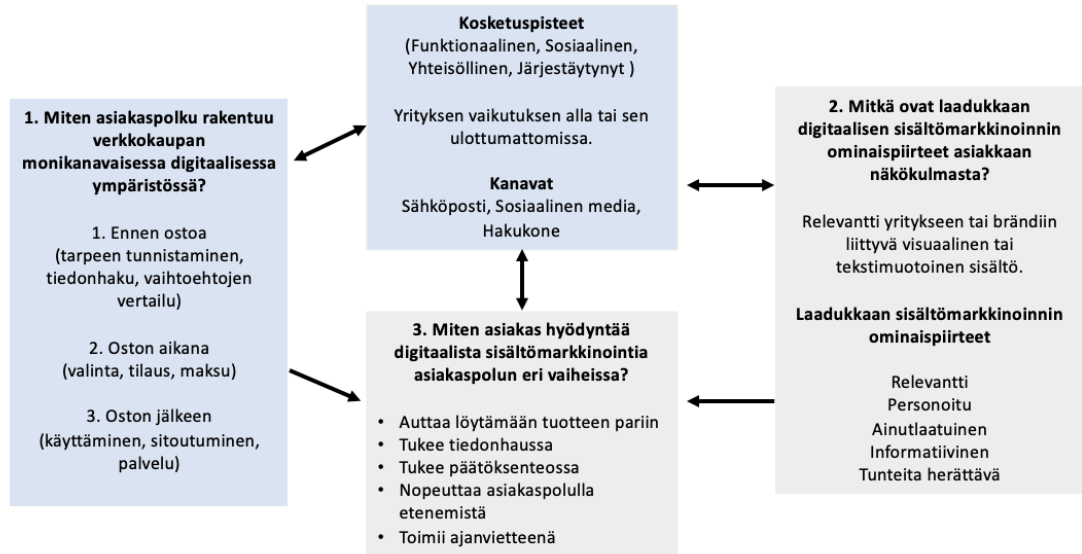 Kosketuspisteet
(Funktionaalinen, Sosiaalinen,
Yhteisöllinen, Järjestäytynyt )
Yrityksen vaikutuksen alla tai sen
ulottumattomissa.
Kanavat
Sähköposti, Sosiaalinen media,
Hakukone
1. Miten asiakaspolku rakentuu
verkkokaupan
monikanavaisessa digitaalisessa
ympäristössä?
1. Ennen ostoa
(tarpeen tunnistaminen,
tiedonhaku, vaihtoehtojen
vertailu)
2. Oston aikana
(valinta, tilaus, maksu)
3. Oston jälkeen
(käyttäminen, sitoutuminen,
palvelu)
2. Mitkä ovat laadukkaan
digitaalisen sisältömarkkinoinnin
ominaispiirteet asiakkaan
näkökulmasta?
Relevantti yritykseen tai brändiin
liittyvä visuaalinen tai
tekstimuotoinen sisältö.
Laadukkaan sisältömarkkinoinnin
ominaispiirteet
Relevantti
Personoitu
Ainutlaatuinen
Informatiivinen
Tunteita herättävä
3. Miten asiakas hyödyntää
digitaalista sisältömarkkinointia
asiakaspolun eri vaiheissa?
• Auttaa löytämään tuotteen pariin
• Tukee tiedonhaussa
• Tukee päätöksenteossa
• Nopeuttaa asiakaspolulla
etenemistä
• Toimii ajanvietteenä